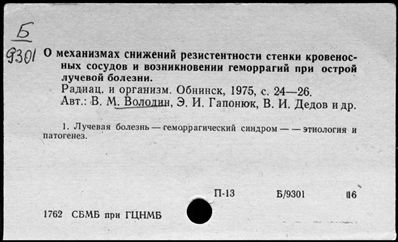 Б
9301
О механизмах снижений резистентности стенки кровенос-
ных сосудов и возникновении геморрагий при острой
лучевой болезни.
Радиац. и организм. Обнинск, 1975, с. 24—26.
Авт.: В. М. Володин, Э. И. Гапонюк, В. И. Дедов и др.
1. Лучевая болезнь — геморрагический синдром — — этиология и
патогенез.
П-13 Б/9301 116
1762 СБМБ при ГЦНМБ